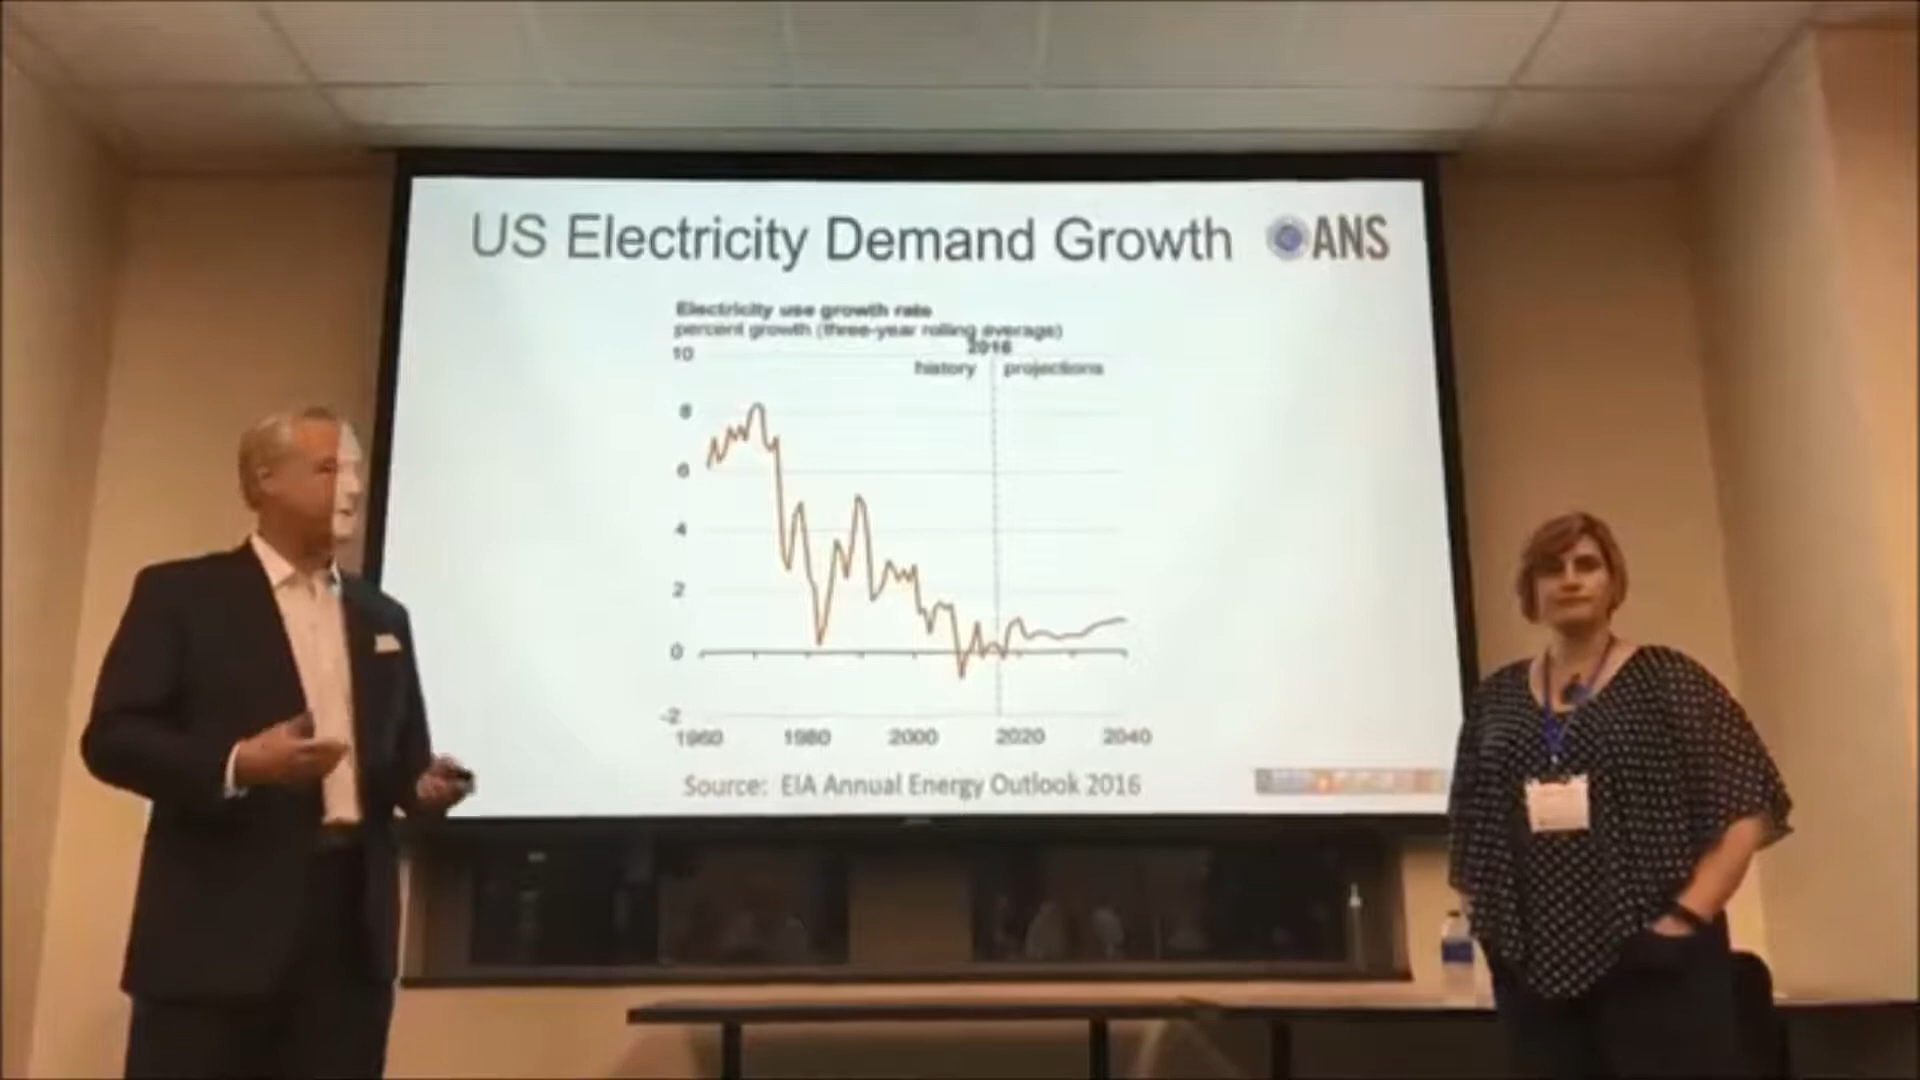 US Electricity Demand Growth
ANS
Electricity use growth rate
percent growth (three-year rolling average)
2016
history
projections
10
8
6
4
2
0
-2
1960 1980 2000 2020 2040
Source: EIA Annual Energy Outlook 2016